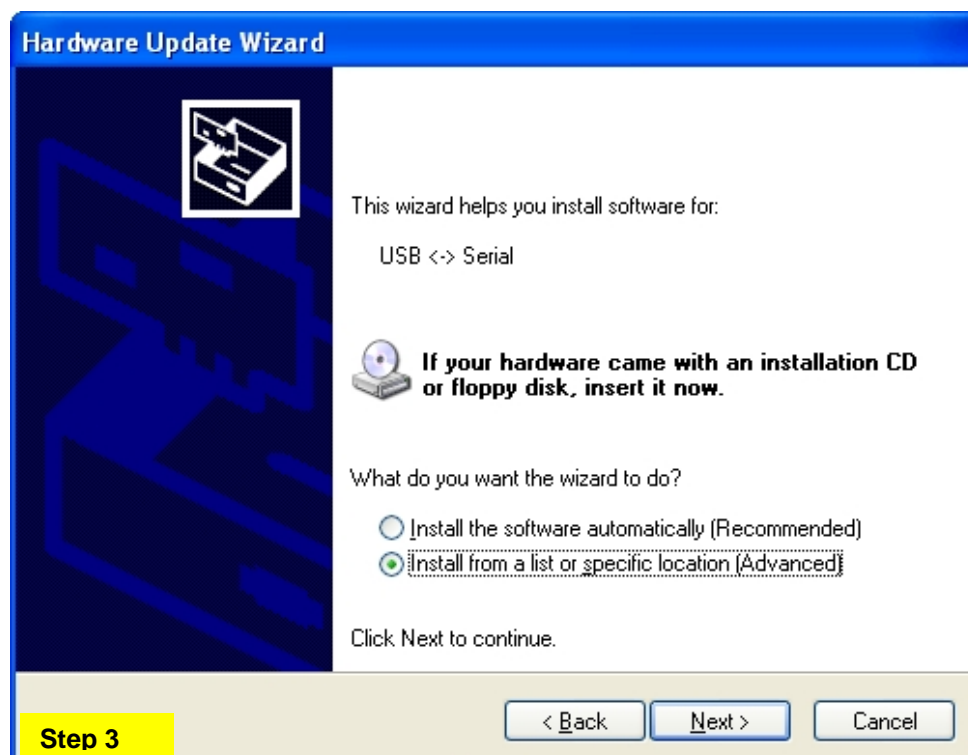 Hardware Update Wizard
This wizard helps you install software for:
USB <-> Serial
If your hardware came with an installation CD
or floppy disk, insert it now.
What do you want the wizard to do?
Install the software automatically (Recommended)
Install from a list or specific location (Advanced)
Click Next to continue.
< Back Next > Cancel
Step 3